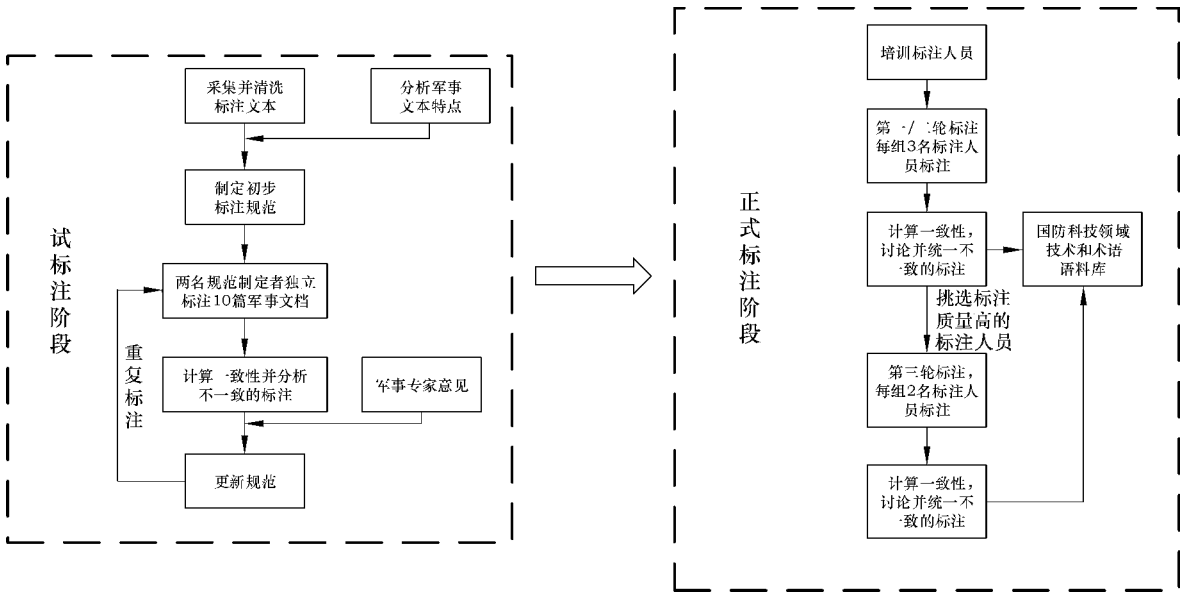 采集并清洗
标注文本
分析军事
文本特点
制定初步
标注规范
试标注阶段
两名规范制定者独立
标注10篇军事文档
重复标注
计算一致性并分析
不一致的标注
军事专家意见
更新规范
培训标注人员
第一/二轮标注
每组3名标注人
员标注
正式标注阶段
计算一致性,
讨论并统一不
一致的标注
国防科技领域
技术和术语
语料库
挑选标注
质量高的
标注人员
第三轮标注,
每组2名标注人
员标注
计算一致性,
讨论并统一不
一致的标注